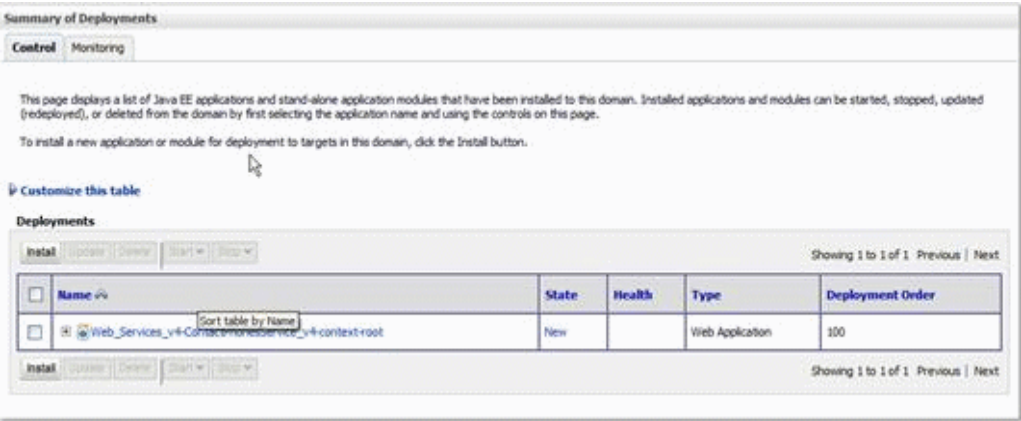 Summary of Deployments
Control Monitoring
This page displays a list of Java EE applications and stand-alone application modules that have been installed to this domain. Installed applications and modules can be started, stopped, updated
(redeployed), or deleted from the domain by first selecting the application name and using the controls on this page.
To install a new application or module for deployment to targets in this domain, click the Install button.
Customize this table
Deployments
Install Update Delete Start Stop Showing 1 to 1 of 1 Previous | Next
Name State Health Type Deployment Order
Sort table by Name
New Web Application 100
Install Update Delete Start Stop Showing 1 to 1 of 1 Previous | Next